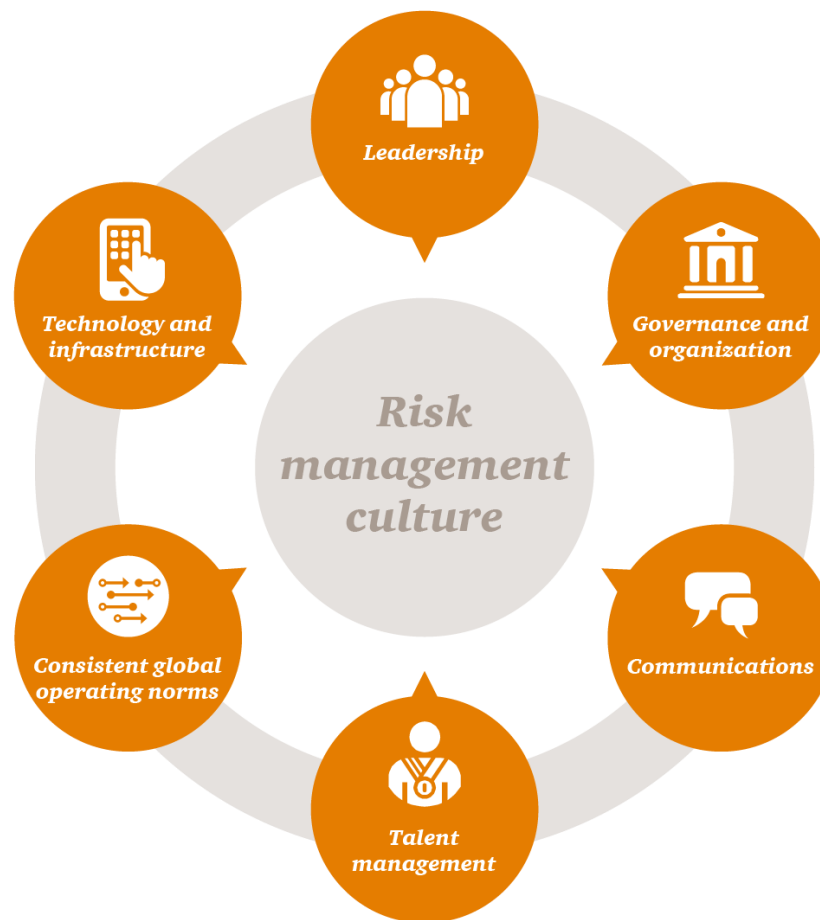 Leadership
Technology and
infrastructure
Governance and
organization
Risk
management
culture
Consistent global
operating norms
Communications
Talent
management